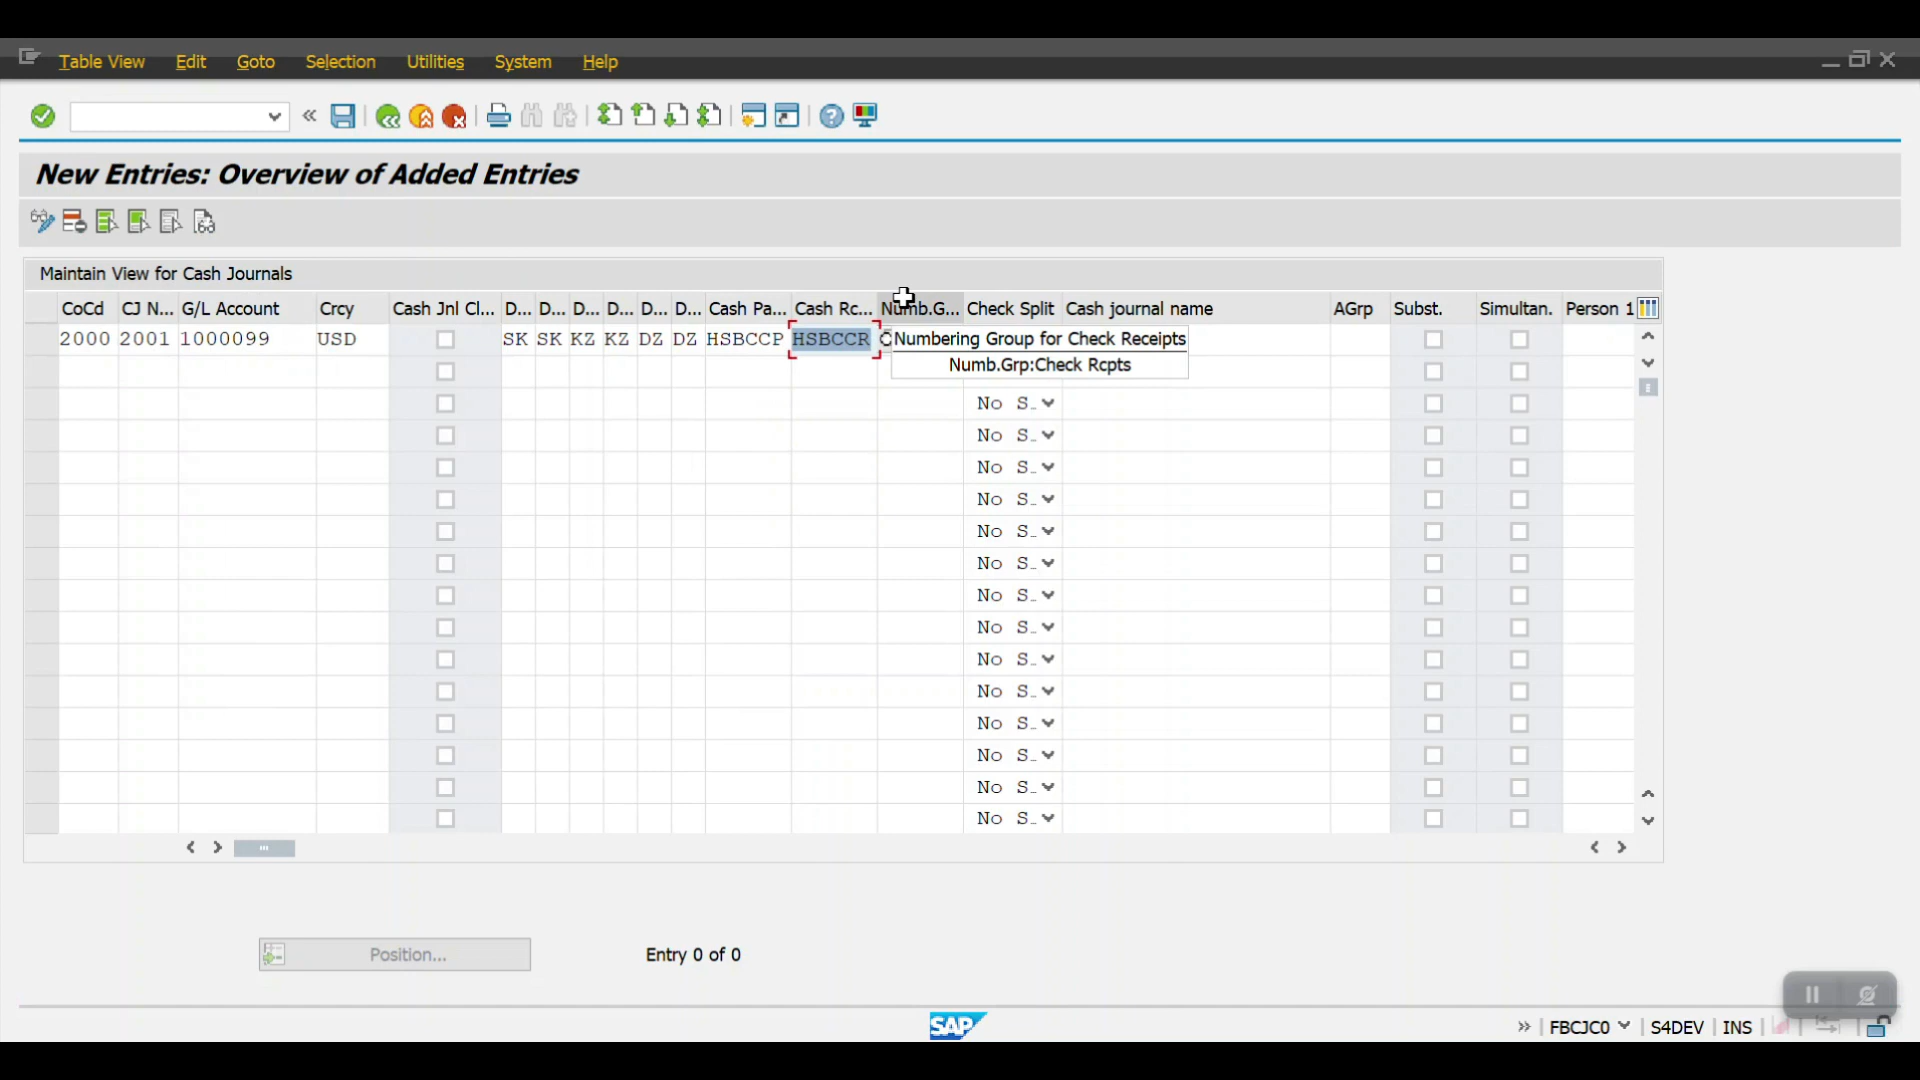 Table View Edit Goto Selection Utilities System Help
New Entries: Overview of Added Entries
Maintain View for Cash Journals
CoCd CJ N... G/L Account Crcy Cash Jnl Cl... D... D... D... D... D... D... Cash Pa... Cash Rc... Numb.G... Check Split Cash journal name AGrp Subst. Simultan. Person 1
2000 2001 1000099 USD SK SK KZ KZ DZ DZ HSBCCP HSBCCR C Numbering Group for Check Receipts
Numb.Grp:Check Rcpts
No S..
No S..
No S..
No S..
No S..
No S..
No S..
No S..
No S..
No S..
No S..
No S..
No S..
No S..
Position... Entry 0 of 0
SAP FBCJC0 S4DEV INS